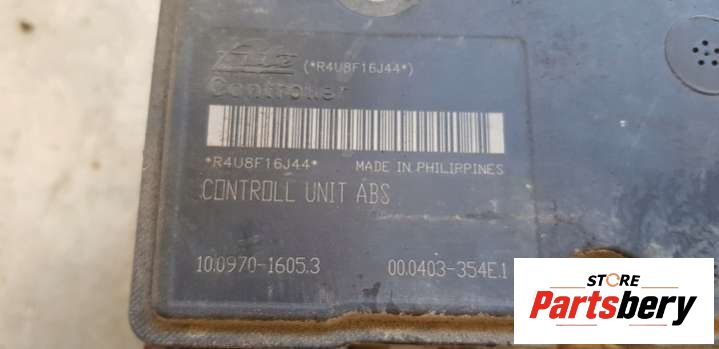 Ate (*R4U8F16J44*)
Controller
*R4U8F16J44* MADE IN PHILIPPINES
CONTROLL UNIT ABS
10.0970-1605.3 00.0403-354E.1
STORE
Partsbery